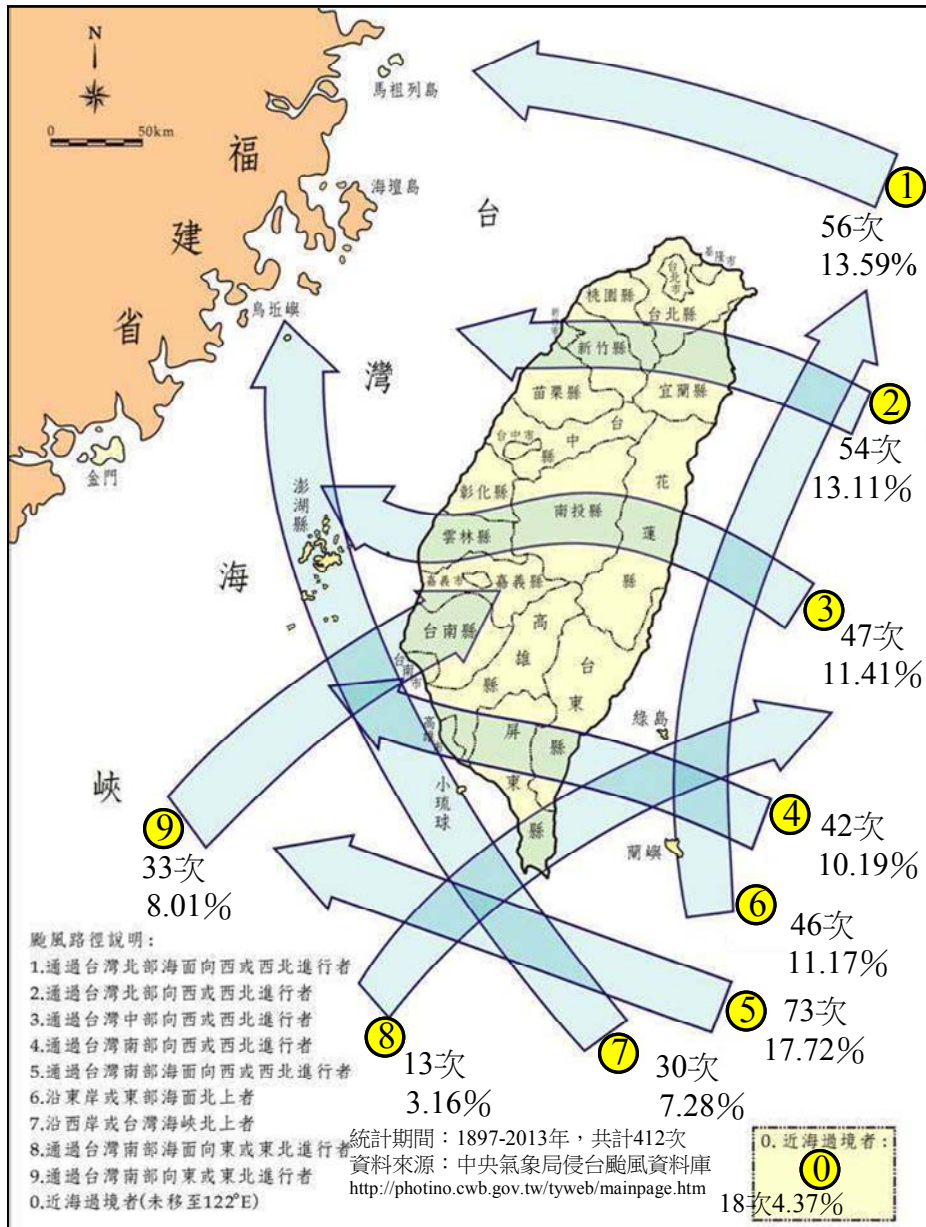 N
0 50km
馬祖列島
福
建
省
海壇島
台
灣
海
峽
烏坵嶼
金門
澎湖縣
1
56次
13.59%
基隆市
台北市
桃園縣
台北縣
新竹縣
苗栗縣
宜蘭縣
2
54次
13.11%
台中市
台
中
縣
彰化縣
南投縣
花
蓮
縣
雲林縣
嘉義市
嘉義縣
3
47次
11.41%
台南縣
台南市
高
雄
縣
台
東
縣
綠島
高雄市
屏
東
縣
小琉球
蘭嶼
4
42次
10.19%
9
33次
8.01%
6
46次
11.17%
5
73次
17.72%
8
13次
3.16%
7
30次
7.28%
颱風路徑說明：
1.通過台灣北部海面向西或西北進行者
2.通過台灣北部向西或西北進行者
3.通過台灣中部向西或西北進行者
4.通過台灣南部向西或西北進行者
5.通過台灣南部海面向西或西北進行者
6.沿東岸或東部海面北上者
7.沿西岸或台灣海峽北上者
8.通過台灣南部海面向東或東北進行者
9.通過台灣南部向東或東北進行者
0.近海過境者(未移至122°E)
統計期間：1897-2013年，共計412次
資料來源：中央氣象局侵台颱風資料庫
http://photino.cwb.gov.tw/tyweb/mainpage.htm
0.近海過境者：
0
18次4.37%